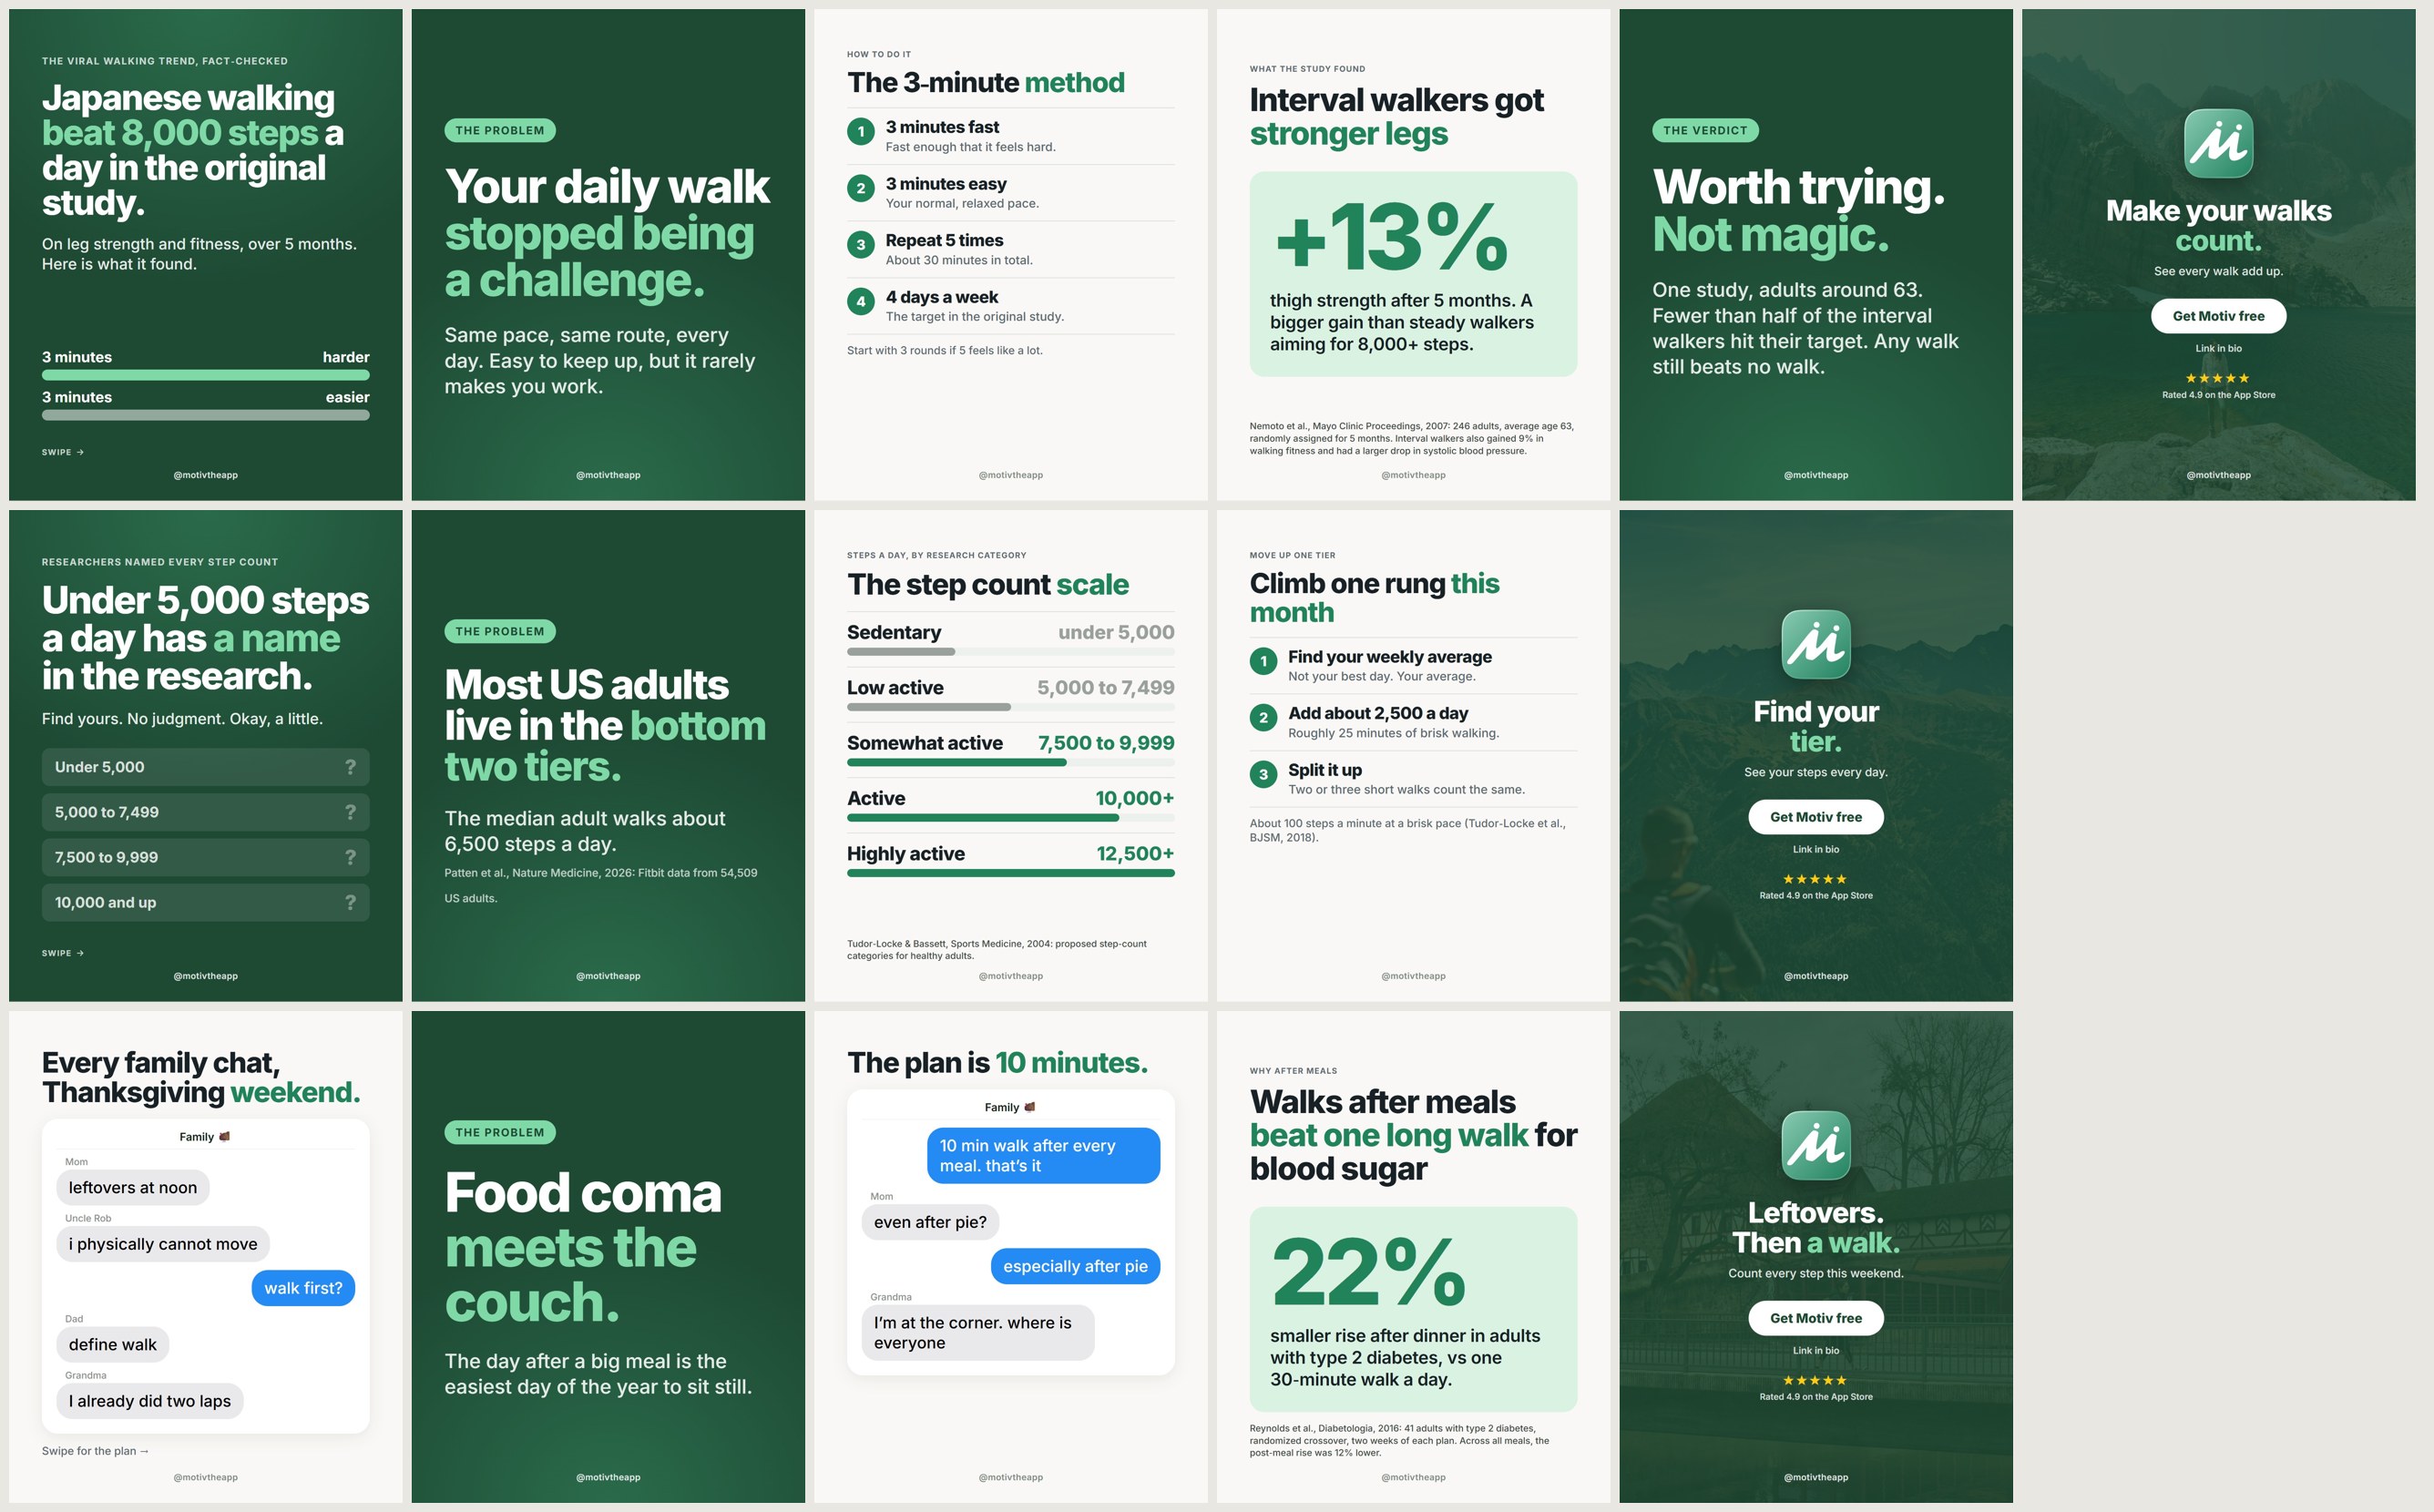 THE VIRAL WALKING TREND, FACT-CHECKED
Japanese walking
beat 8,000 steps a
day in the original
study.
On leg strength and fitness, over 5 months.
Here is what it found.
3 minutes harder
3 minutes easier
SWIPE →
@motivtheapp
THE PROBLEM
Your daily walk
stopped being
a challenge.
Same pace, same route, every
day. Easy to keep up, but it rarely
makes you work.
@motivtheapp
HOW TO DO IT
The 3-minute method
1 3 minutes fast
Fast enough that it feels hard.
2 3 minutes easy
Your normal, relaxed pace.
3 Repeat 5 times
About 30 minutes in total.
4 4 days a week
The target in the original study.
Start with 3 rounds if 5 feels like a lot.
@motivtheapp
WHAT THE STUDY FOUND
Interval walkers got
stronger legs
+13%
thigh strength after 5 months. A
bigger gain than steady walkers
aiming for 8,000+ steps.
Nemoto et al., Mayo Clinic Proceedings, 2007: 246 adults, average age 63,
randomly assigned for 5 months. Interval walkers also gained 9% in
walking fitness and had a larger drop in systolic blood pressure.
@motivtheapp
THE VERDICT
Worth trying.
Not magic.
One study, adults around 63.
Fewer than half of the interval
walkers hit their target. Any walk
still beats no walk.
@motivtheapp
Make your walks
count.
See every walk add up.
Get Motiv free
Link in bio
★★★★★
Rated 4.9 on the App Store
@motivtheapp
RESEARCHERS NAMED EVERY STEP COUNT
Under 5,000 steps
a day has a name
in the research.
Find yours. No judgment. Okay, a little.
Under 5,000 ?
5,000 to 7,499 ?
7,500 to 9,999 ?
10,000 and up ?
SWIPE →
@motivtheapp
THE PROBLEM
Most US adults
live in the bottom
two tiers.
The median adult walks about
6,500 steps a day.
Patten et al., Nature Medicine, 2026: Fitbit data from 54,509
US adults.
@motivtheapp
STEPS A DAY, BY RESEARCH CATEGORY
The step count scale
Sedentary under 5,000
Low active 5,000 to 7,499
Somewhat active 7,500 to 9,999
Active 10,000+
Highly active 12,500+
Tudor-Locke & Bassett, Sports Medicine, 2004: proposed step-count
categories for healthy adults.
@motivtheapp
MOVE UP ONE TIER
Climb one rung this
month
1 Find your weekly average
Not your best day. Your average.
2 Add about 2,500 a day
Roughly 25 minutes of brisk walking.
3 Split it up
Two or three short walks count the same.
About 100 steps a minute at a brisk pace (Tudor-Locke et al.,
BJSM, 2018).
@motivtheapp
Find your
tier.
See your steps every day.
Get Motiv free
Link in bio
★★★★★
Rated 4.9 on the App Store
@motivtheapp
Every family chat,
Thanksgiving weekend.
Family
Mom
leftovers at noon
Uncle Rob
i physically cannot move
walk first?
Dad
define walk
Grandma
I already did two laps
Swipe for the plan →
@motivtheapp
THE PROBLEM
Food coma
meets the
couch.
The day after a big meal is the
easiest day of the year to sit still.
@motivtheapp
The plan is 10 minutes.
Family
10 min walk after every
meal. that's it
Mom
even after pie?
especially after pie
Grandma
I'm at the corner. where is
everyone
@motivtheapp
WHY AFTER MEALS
Walks after meals
beat one long walk for
blood sugar
22%
smaller rise after dinner in adults
with type 2 diabetes, vs one
30-minute walk a day.
Reynolds et al., Diabetologia, 2016: 41 adults with type 2 diabetes,
randomized crossover, two weeks of each plan. Across all meals, the
post-meal rise was 12% lower.
@motivtheapp
Leftovers.
Then a walk.
Count every step this weekend.
Get Motiv free
Link in bio
★★★★★
Rated 4.9 on the App Store
@motivtheapp